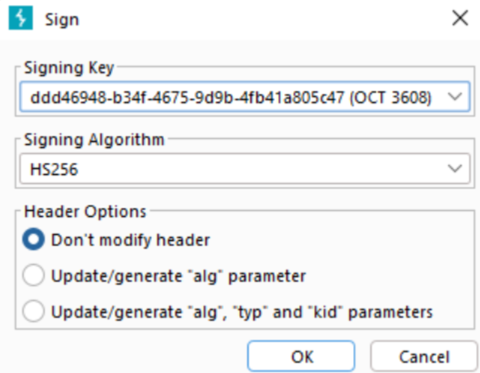 Sign
Signing Key
ddd46948-b34f-4675-9d9b-4fb41a805c47 (OCT 3608)
Signing Algorithm
HS256
Header Options
Don't modify header
Update/generate "alg" parameter
Update/generate "alg", "typ" and "kid" parameters
OK Cancel